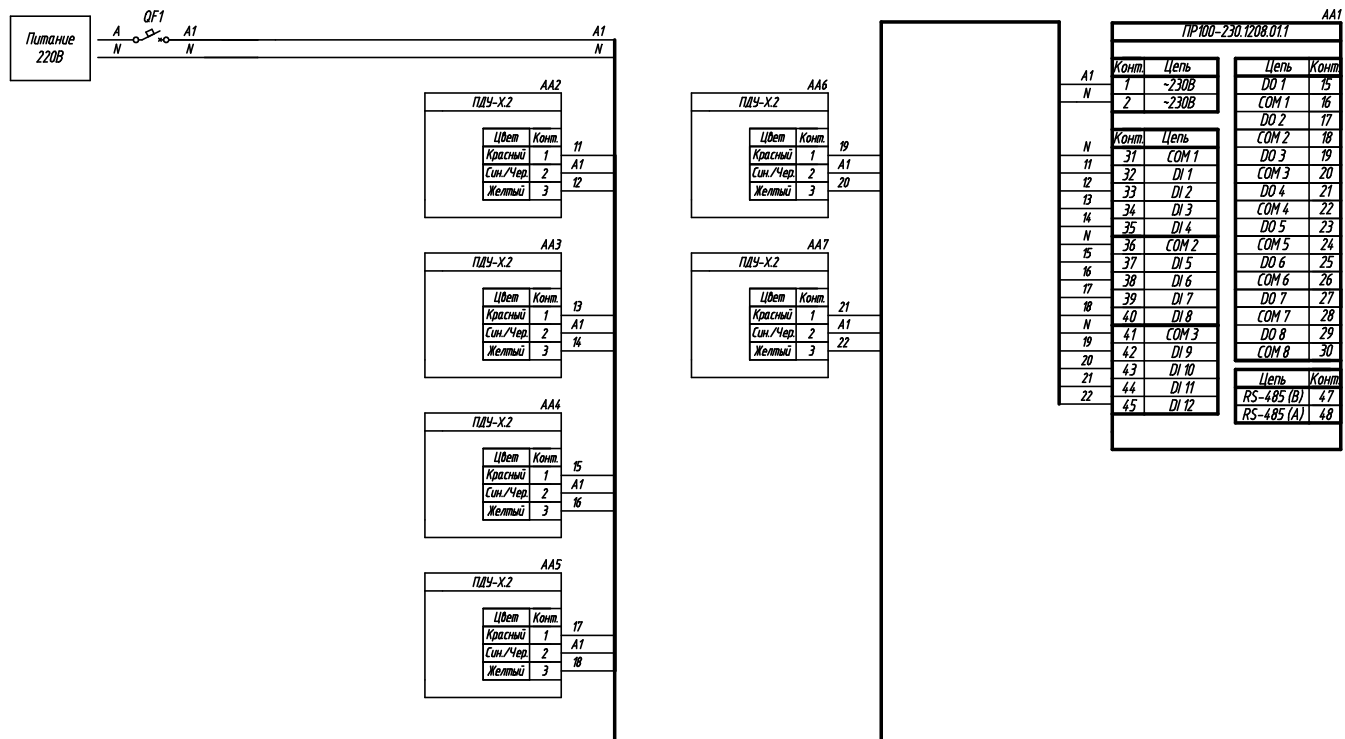 Питание
220В
A QF1 A1
N N
A1
N
AA2
ПДУ-Х.2
Цвет Конт.
Красный 1 11
Син./Чер. 2 A1
Желтый 3 12
AA3
ПДУ-Х.2
Цвет Конт.
Красный 1 13
Син./Чер. 2 A1
Желтый 3 14
AA4
ПДУ-Х.2
Цвет Конт.
Красный 1 15
Син./Чер. 2 A1
Желтый 3 16
AA5
ПДУ-Х.2
Цвет Конт.
Красный 1 17
Син./Чер. 2 A1
Желтый 3 18
AA6
ПДУ-Х.2
Цвет Конт.
Красный 1 19
Син./Чер. 2 A1
Желтый 3 20
AA7
ПДУ-Х.2
Цвет Конт.
Красный 1 21
Син./Чер. 2 A1
Желтый 3 22
AA1
ПР100-230.1208.01.1
Конт. Цепь
A1 1 ~230В
N 2 ~230В
Конт. Цепь
N 31 COM 1
11 32 DI 1
12 33 DI 2
13 34 DI 3
14 35 DI 4
N 36 COM 2
15 37 DI 5
16 38 DI 6
17 39 DI 7
18 40 DI 8
N 41 COM 3
19 42 DI 9
20 43 DI 10
21 44 DI 11
22 45 DI 12
Цепь Конт.
DO 1 15
COM 1 16
DO 2 17
COM 2 18
DO 3 19
COM 3 20
DO 4 21
COM 4 22
DO 5 23
COM 5 24
DO 6 25
COM 6 26
DO 7 27
COM 7 28
DO 8 29
COM 8 30
Цепь Конт.
RS-485 (B) 47
RS-485 (A) 48